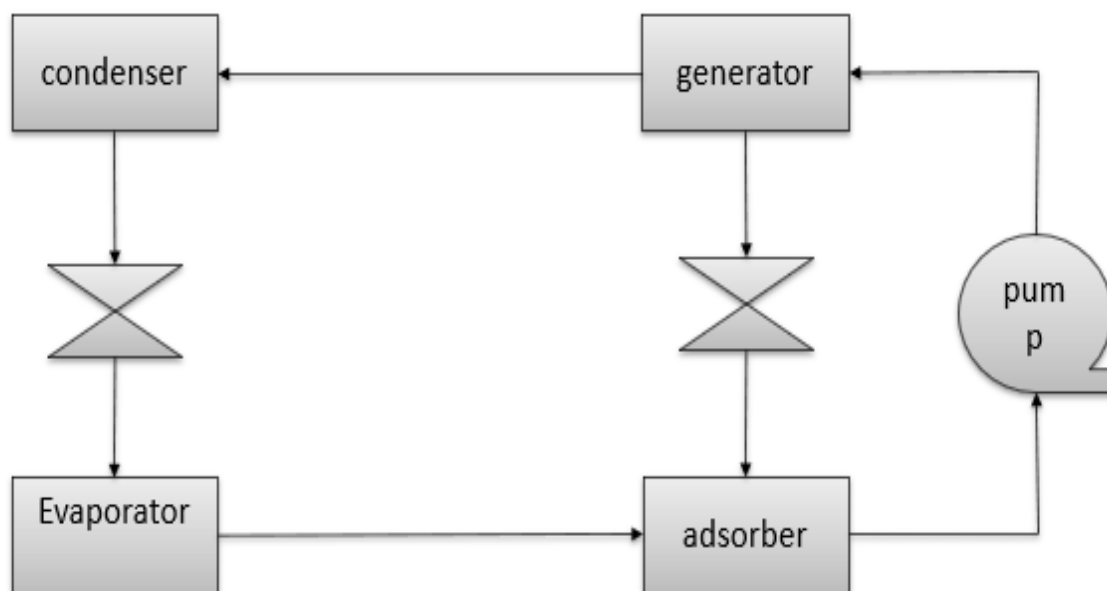 condenser
generator
pum
p
Evaporator
adsorber